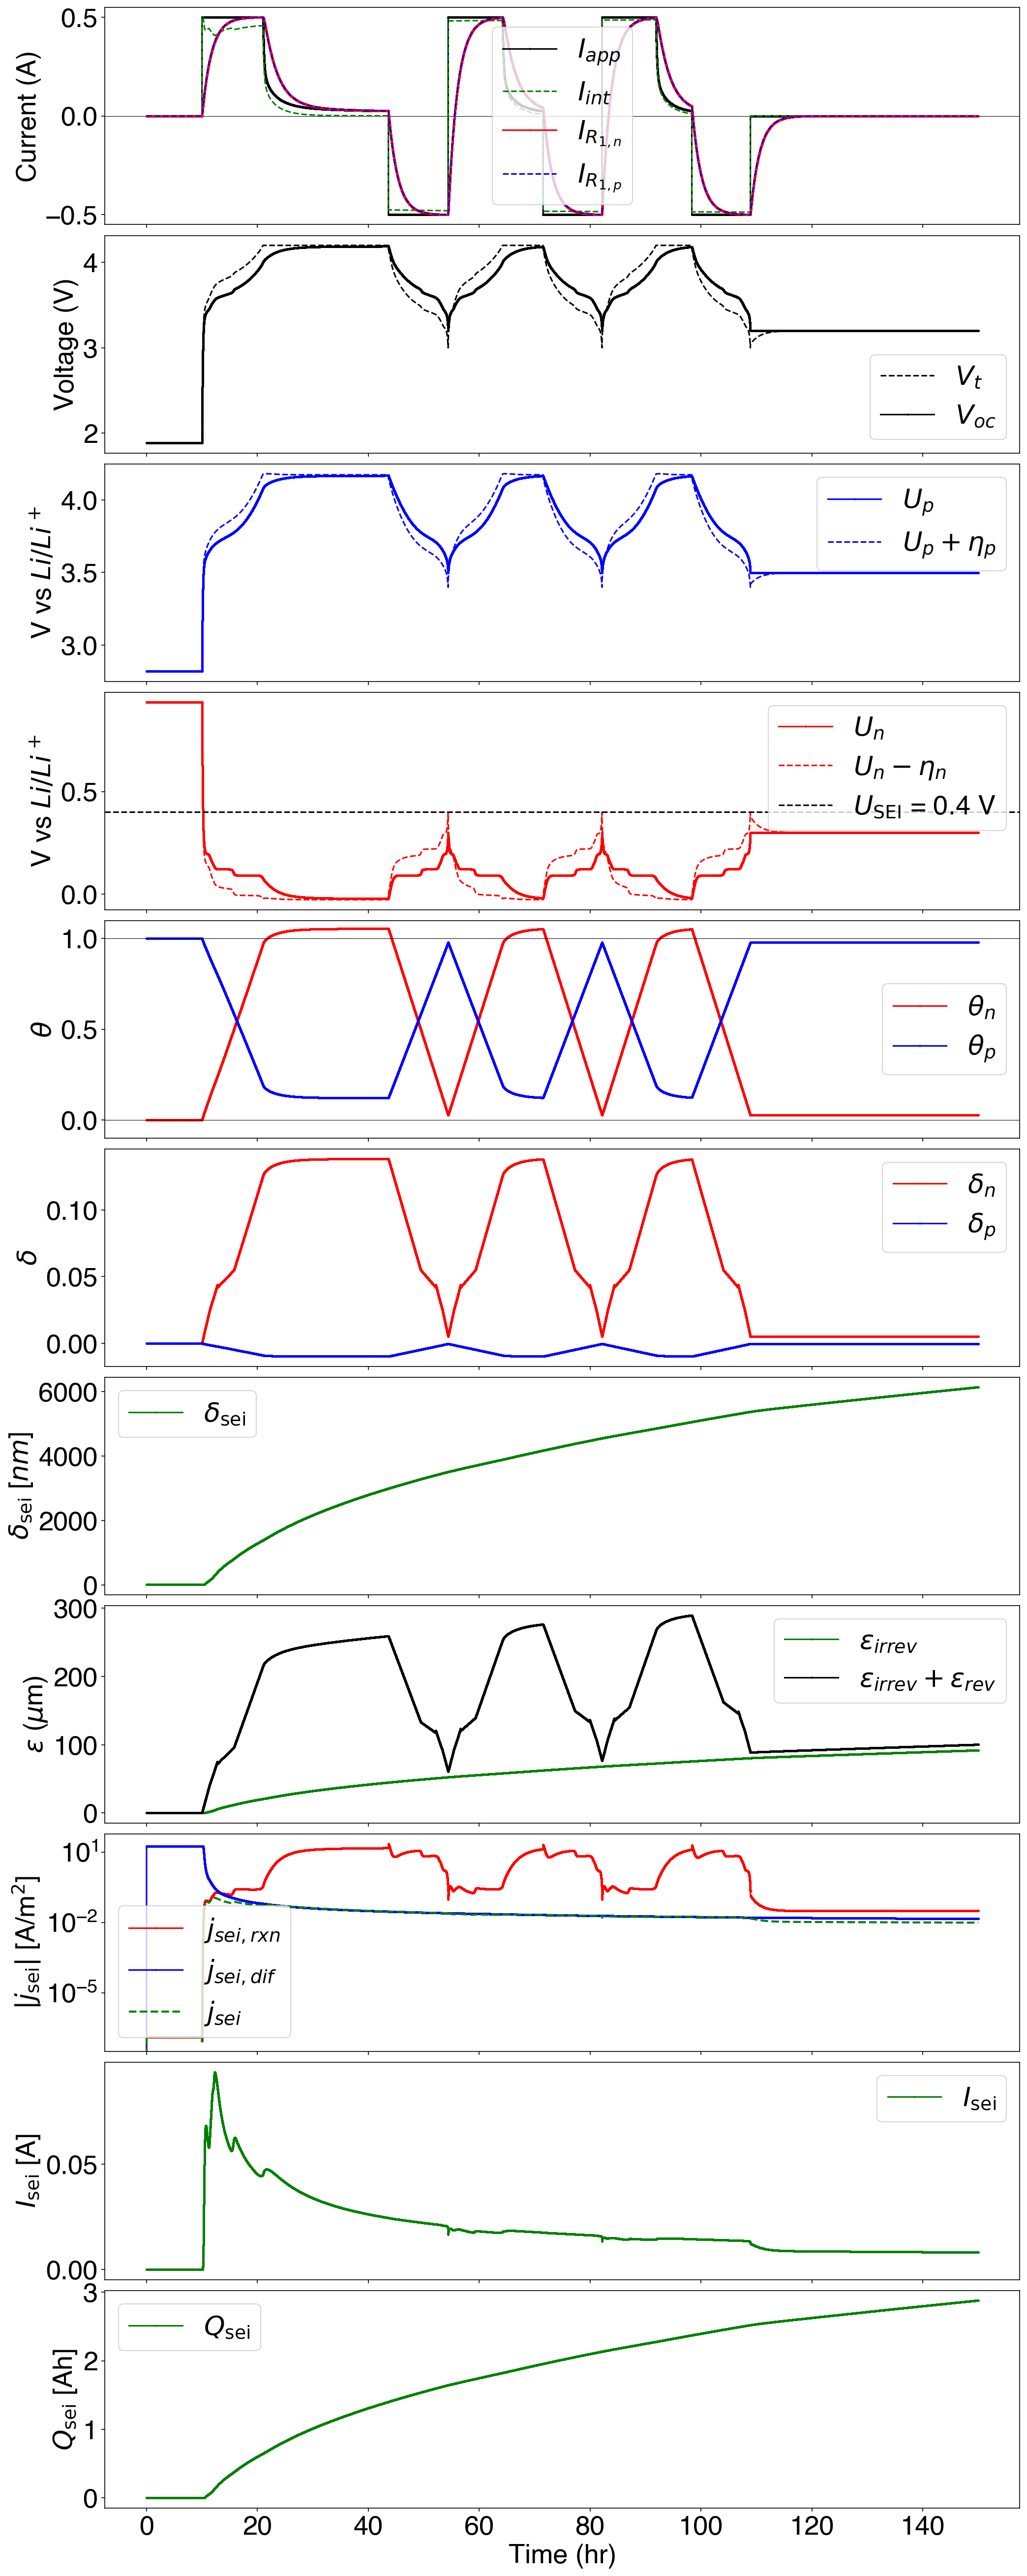 Current (A)
0.5
0.0
−0.5
I_app
I_int
I_R1,n
I_R1,p
Voltage (V)
4
3
2
V_t
V_oc
V vs Li/Li⁺
4.0
3.5
3.0
U_p
U_p + η_p
V vs Li/Li⁺
0.5
0.0
U_n
U_n − η_n
U_SEI = 0.4 V
θ
1.0
0.5
0.0
θ_n
θ_p
δ
0.10
0.05
0.00
δ_n
δ_p
δ_sei [nm]
6000
4000
2000
0
δ_sei
ε (μm)
300
200
100
0
ε_irrev
ε_irrev + ε_rev
|j_sei| [A/m²]
10¹
10⁻²
10⁻⁵
j_sei,rxn
j_sei,dif
j_sei
I_sei [A]
0.05
0.00
I_sei
Q_sei [Ah]
3
2
1
0
Q_sei
0 20 40 60 80 100 120 140
Time (hr)